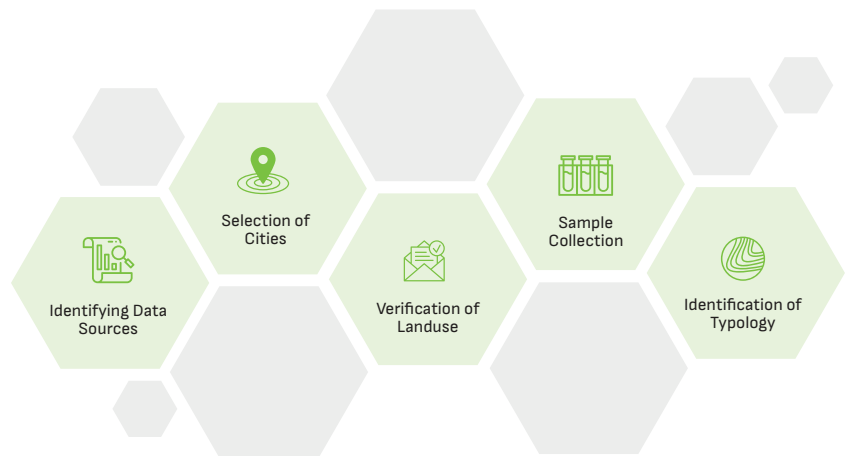 Identifying Data
Sources
Selection of
Cities
Verification of
Landuse
Sample
Collection
Identification of
Typology